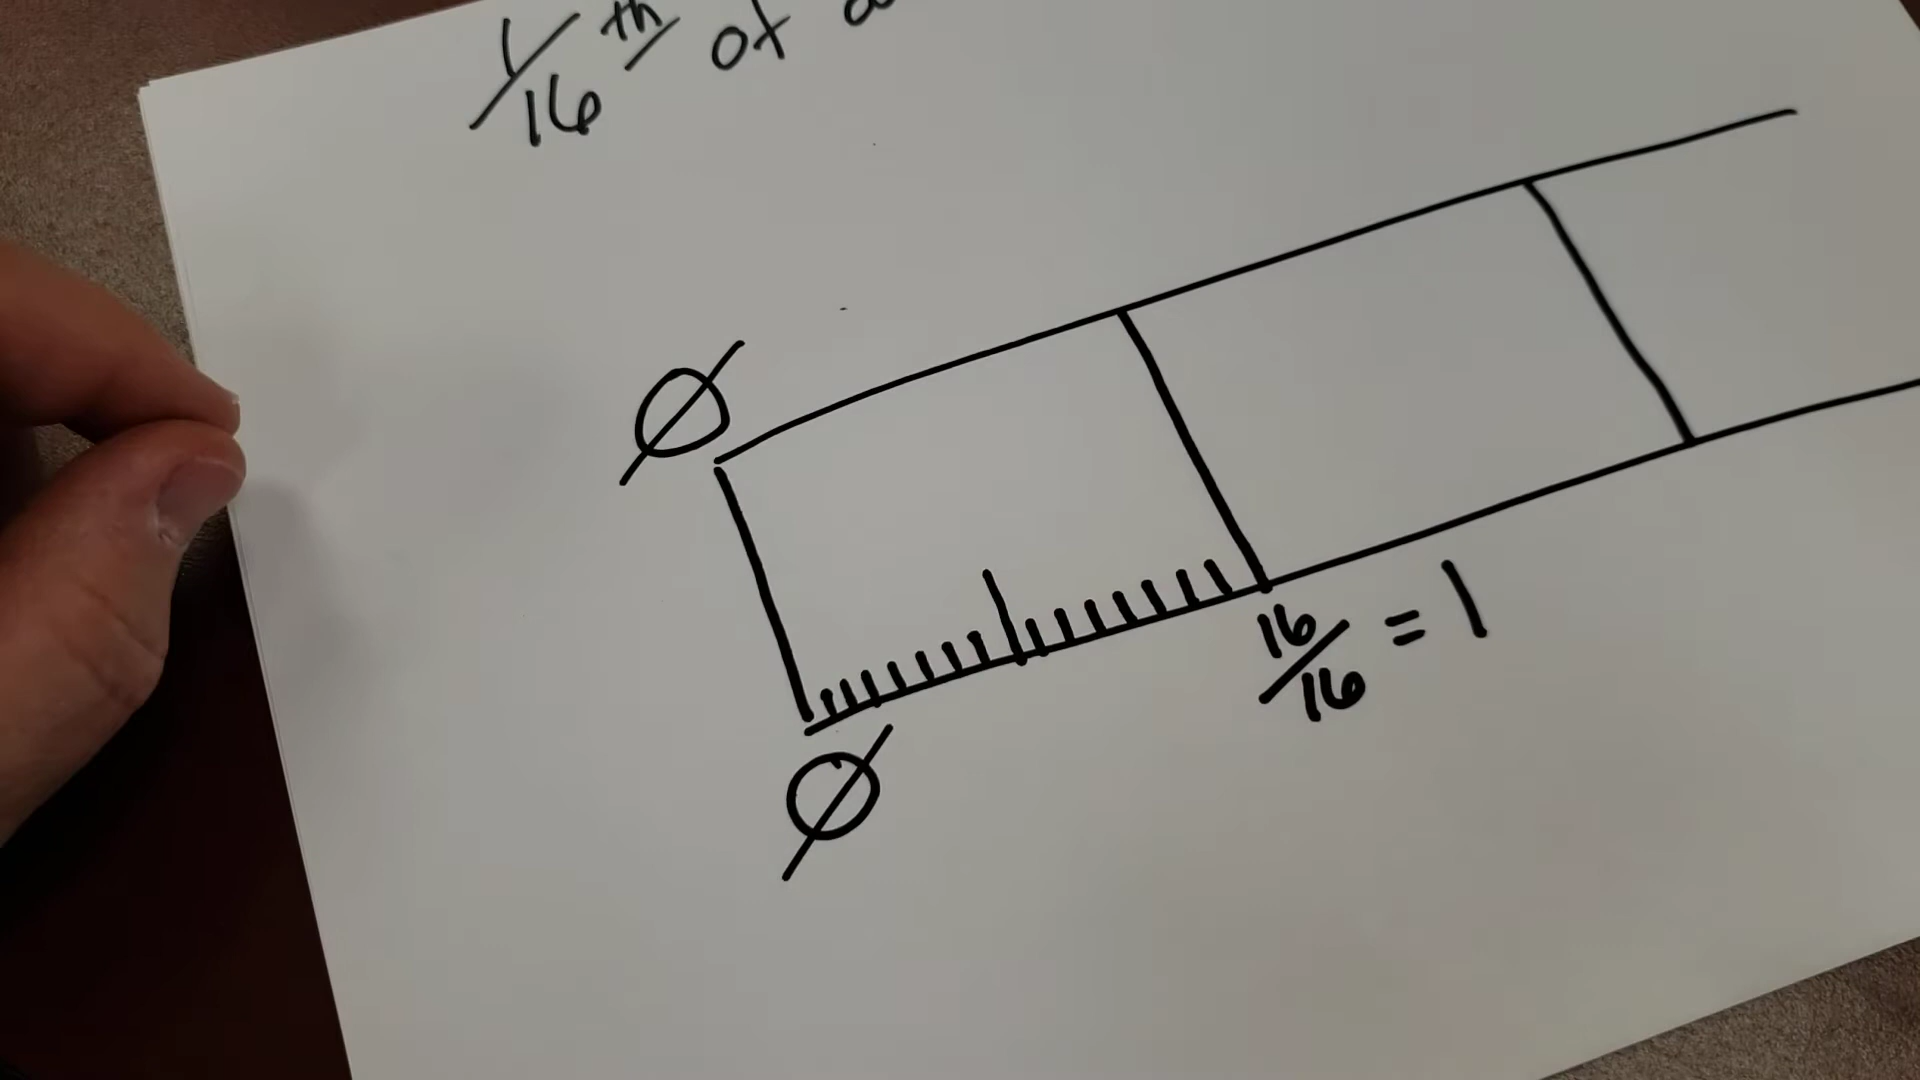 1/16th of
Ø
Ø
16/16 = 1